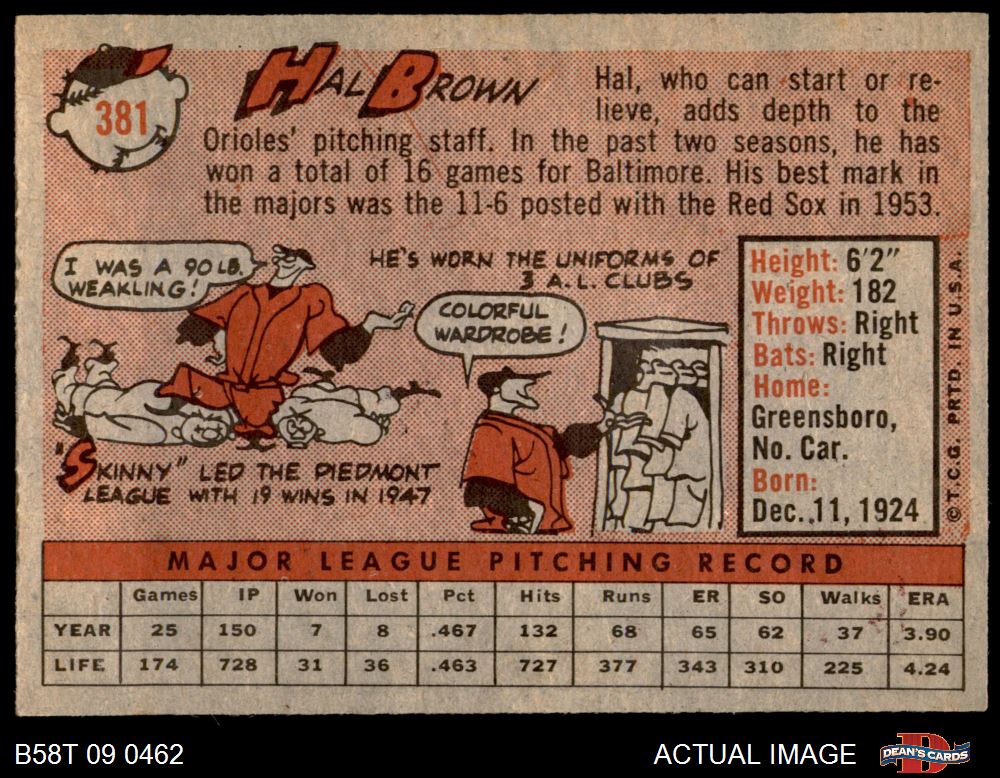 381
HAL BROWN
Hal, who can start or re-
lieve, adds depth to the
Orioles' pitching staff. In the past two seasons, he has
won a total of 16 games for Baltimore. His best mark in
the majors was the 11-6 posted with the Red Sox in 1953.
I WAS A 90 LB.
WEAKLING!
"SKINNY" LED THE PIEDMONT
LEAGUE WITH 19 WINS IN 1947
HE'S WORN THE UNIFORMS OF
3 A.L. CLUBS
COLORFUL
WARDROBE!
Height: 6'2"
Weight: 182
Throws: Right
Bats: Right
Home:
Greensboro,
No. Car.
Born:
Dec. 11, 1924
© T.C.G. PRTD. IN U.S.A.
MAJOR LEAGUE PITCHING RECORD
Games IP Won Lost Pct Hits Runs ER SO Walks ERA
YEAR 25 150 7 8 .467 132 68 65 62 37 3.90
LIFE 174 728 31 36 .463 727 377 343 310 225 4.24
B58T 09 0462
ACTUAL IMAGE
DEAN'S CARDS